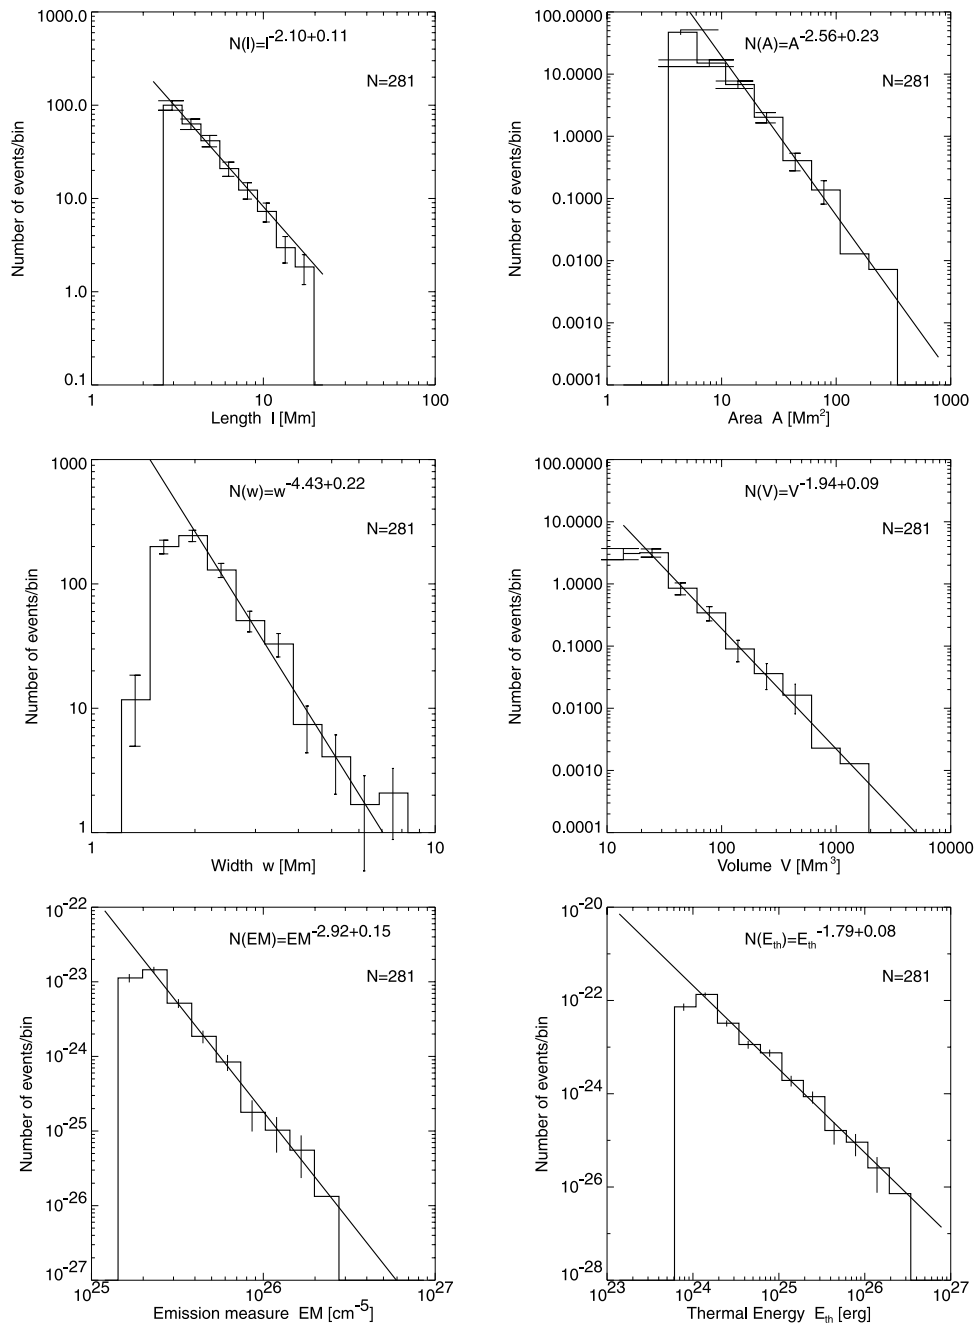 1000.0
100.0
10.0
1.0
0.1
Number of events/bin
N(l)=l^-2.10+0.11
N=281
1 10 100
Length l [Mm]
100.0000
10.0000
1.0000
0.1000
0.0100
0.0010
0.0001
Number of events/bin
N(A)=A^-2.56+0.23
N=281
1 10 100 1000
Area A [Mm²]
1000
100
10
1
Number of events/bin
N(w)=w^-4.43+0.22
N=281
1 10
Width w [Mm]
100.0000
10.0000
1.0000
0.1000
0.0100
0.0010
0.0001
Number of events/bin
N(V)=V^-1.94+0.09
N=281
10 100 1000 10000
Volume V [Mm³]
10^-22
10^-23
10^-24
10^-25
10^-26
10^-27
Number of events/bin
N(EM)=EM^-2.92+0.15
N=281
10^25 10^26 10^27
Emission measure EM [cm^-5]
10^-20
10^-22
10^-24
10^-26
10^-28
Number of events/bin
N(E_th)=E_th^-1.79+0.08
N=281
10^23 10^24 10^25 10^26 10^27
Thermal Energy E_th [erg]